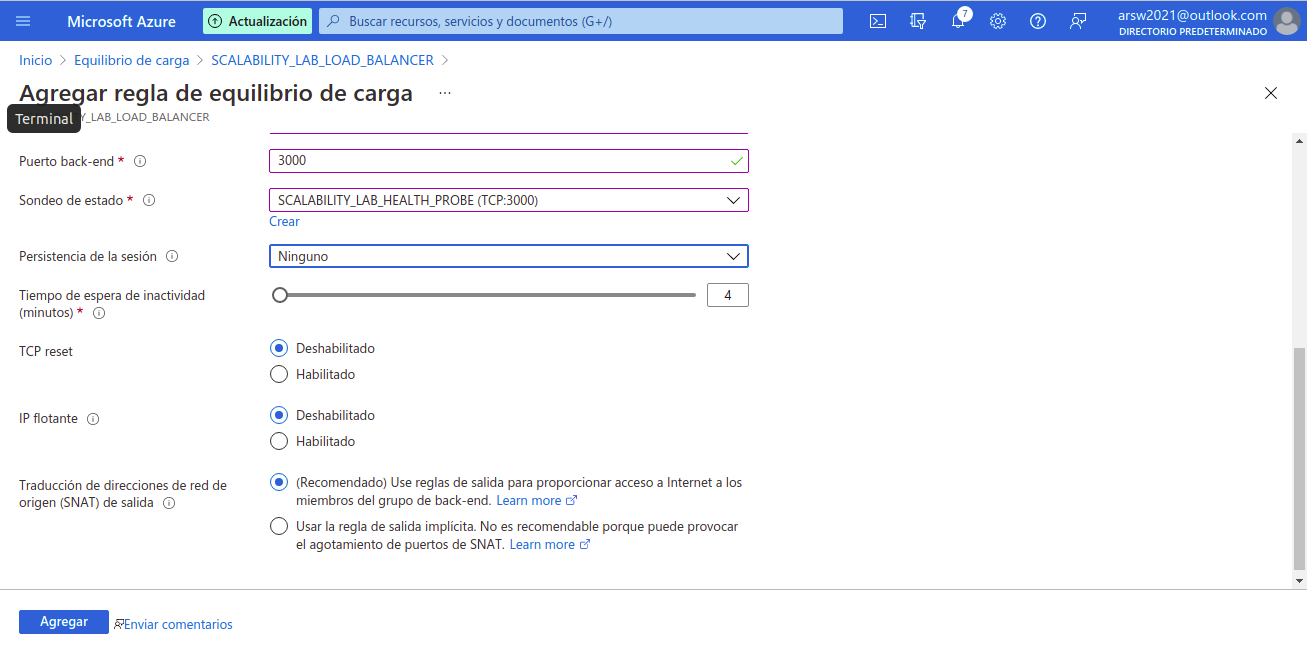 Microsoft Azure
Actualización
Buscar recursos, servicios y documentos (G+/)
7
arsw2021@outlook.com
DIRECTORIO PREDETERMINADO
Inicio > Equilibrio de carga > SCALABILITY_LAB_LOAD_BALANCER >
Agregar regla de equilibrio de carga ...
Terminal
Y_LAB_LOAD_BALANCER
Puerto back-end *
3000
Sondeo de estado *
SCALABILITY_LAB_HEALTH_PROBE (TCP:3000)
Crear
Persistencia de la sesión
Ninguno
Tiempo de espera de inactividad
(minutos) *
4
TCP reset
Deshabilitado
Habilitado
IP flotante
Deshabilitado
Habilitado
Traducción de direcciones de red de
origen (SNAT) de salida
(Recomendado) Use reglas de salida para proporcionar acceso a Internet a los
miembros del grupo de back-end. Learn more
Usar la regla de salida implícita. No es recomendable porque puede provocar
el agotamiento de puertos de SNAT. Learn more
Agregar
Enviar comentarios